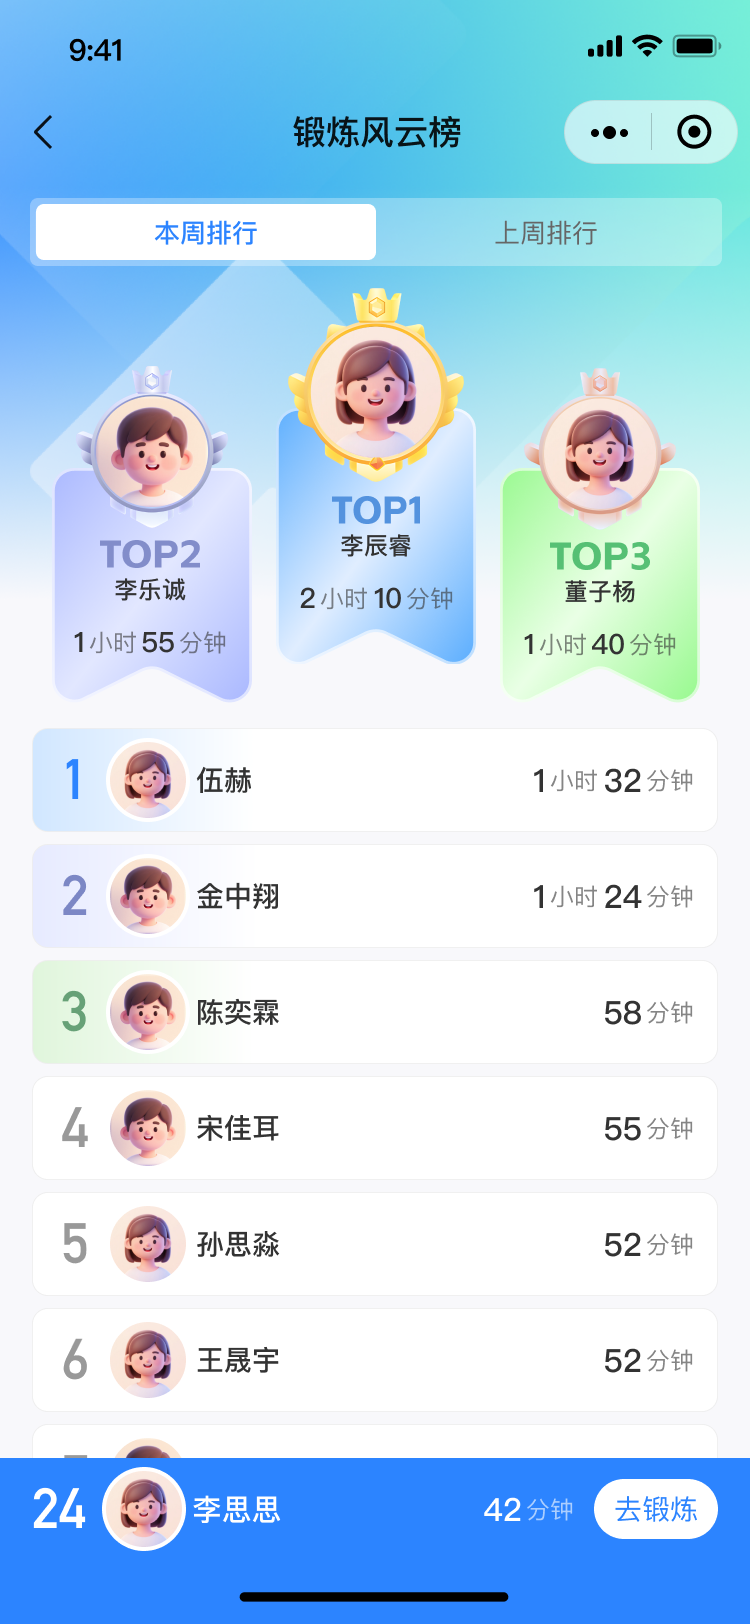 9:41
锻炼风云榜
本周排行
上周排行
TOP1
李辰睿
2小时10分钟
TOP2
李乐诚
1小时55分钟
TOP3
董子杨
1小时40分钟
1 伍赫 1小时32分钟
2 金中翔 1小时24分钟
3 陈奕霖 58分钟
4 宋佳耳 55分钟
5 孙思淼 52分钟
6 王晟宇 52分钟
24 李思思 42分钟 去锻炼